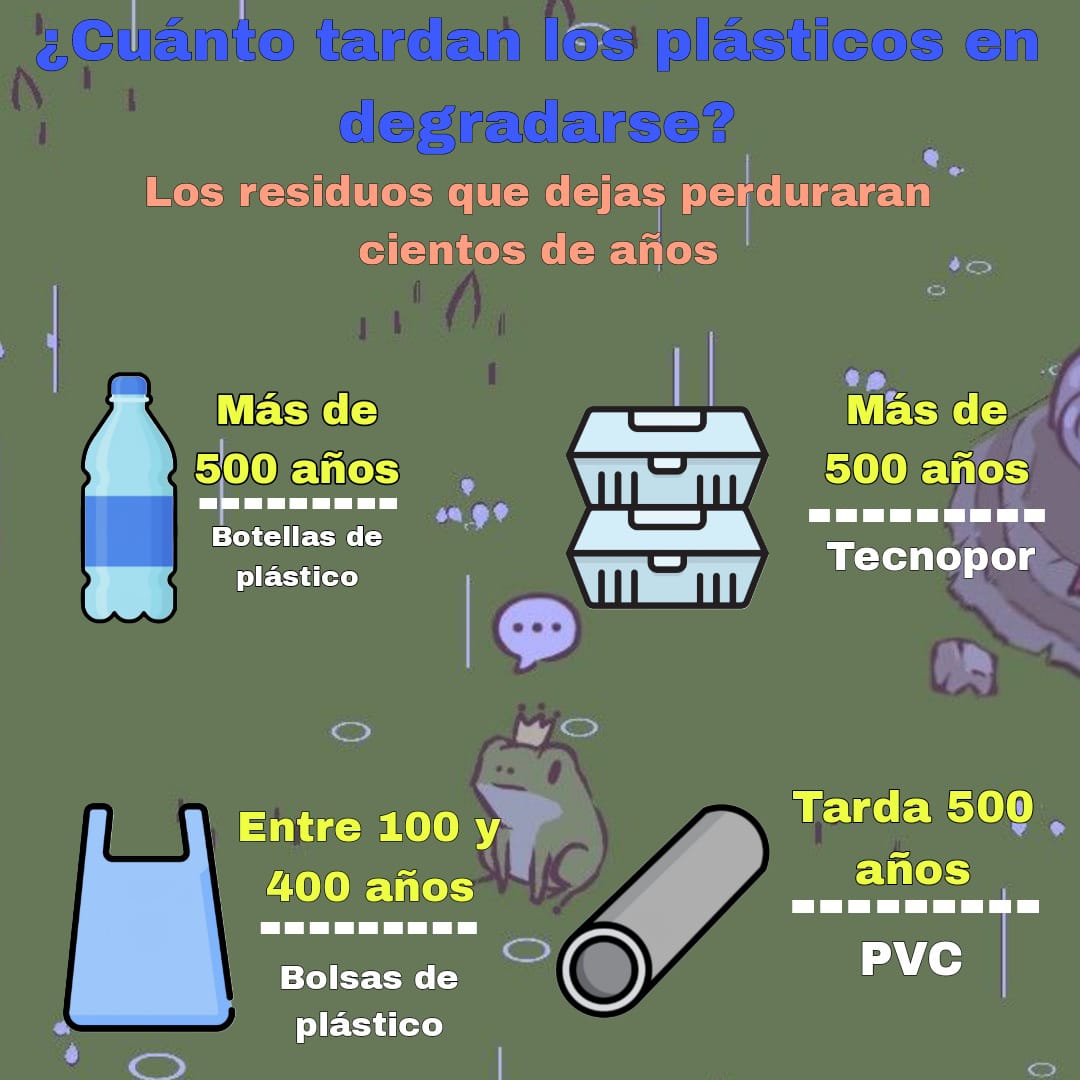 ¿Cuánto tardan los plásticos en
degradarse?
Los residuos que dejas perduraran
cientos de años
Más de
500 años
Botellas de
plástico
Más de
500 años
Tecnopor
Entre 100 y
400 años
Bolsas de
plástico
Tarda 500
años
PVC